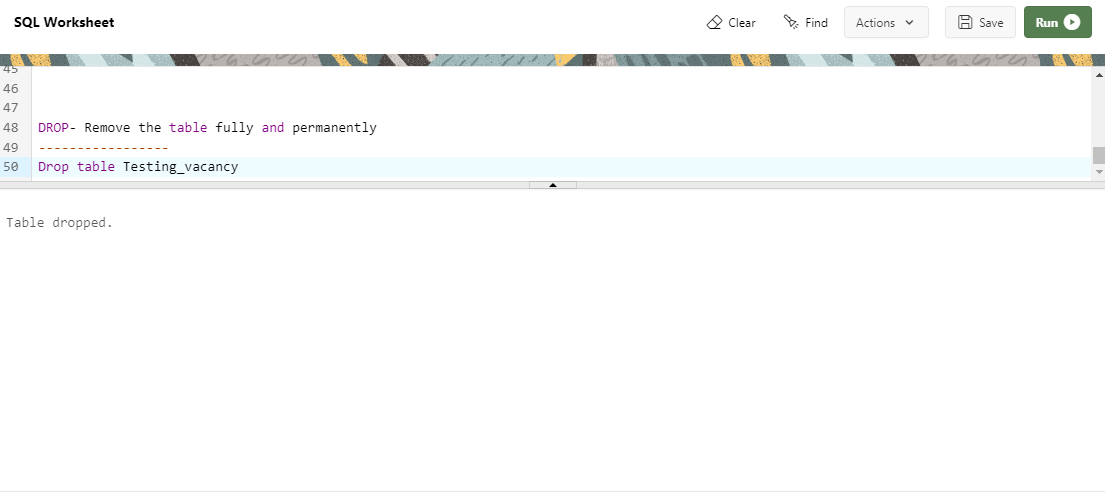 SQL Worksheet
Clear
Find
Actions
Save
Run
45
46
47
48 DROP- Remove the table fully and permanently
49 -----------------
50 Drop table Testing_vacancy
Table dropped.